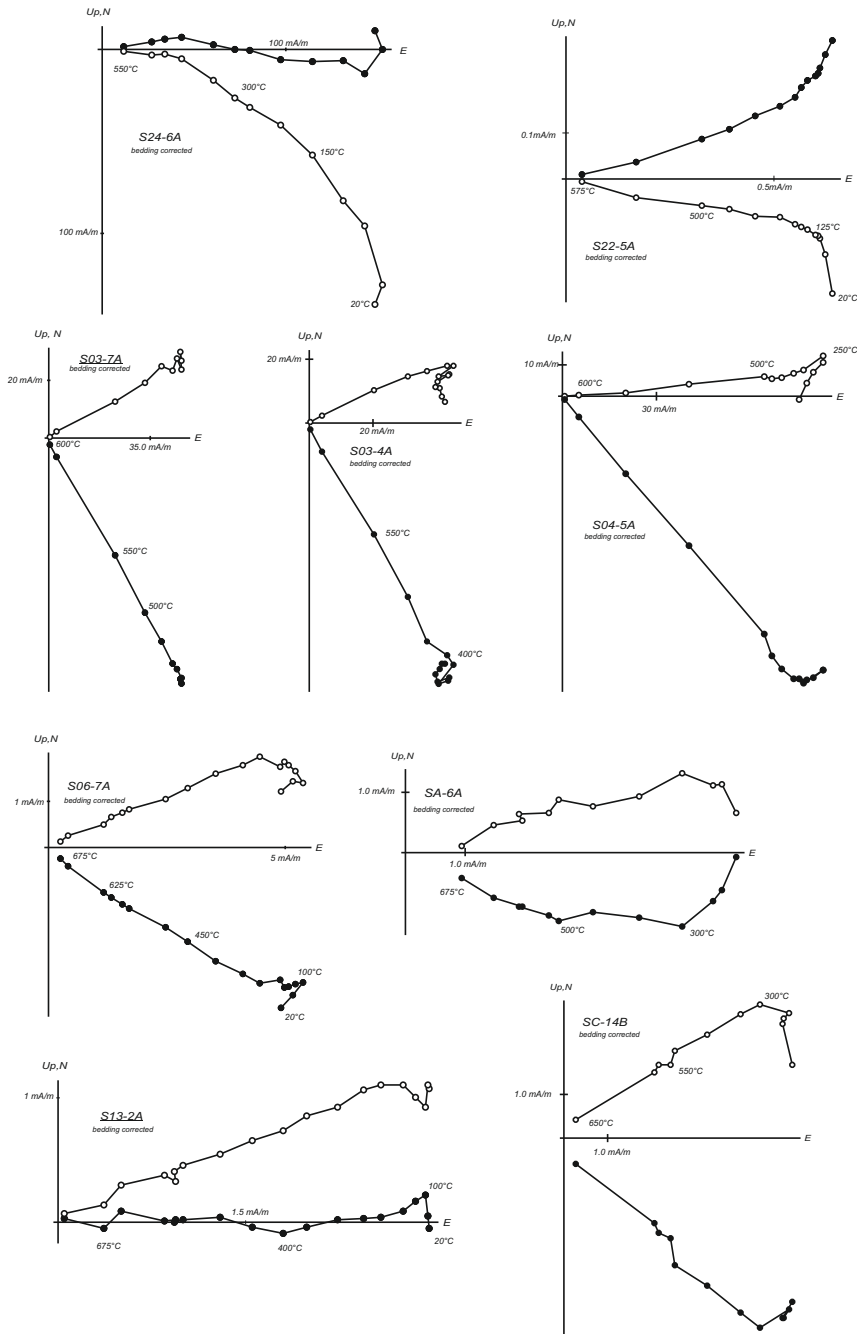 Up,N
100 mA/m
E
550°C
300°C
S24-6A
bedding corrected
150°C
100 mA/m
20°C
Up,N
0.1mA/m
E
0.5mA/m
575°C
500°C
125°C
S22-5A
bedding corrected
20°C
Up, N
S03-7A
bedding corrected
20 mA/m
E
600°C
35.0 mA/m
550°C
500°C
Up, N
20 mA/m
E
20 mA/m
S03-4A
bedding corrected
550°C
400°C
Up, N
250°C
10 mA/m
500°C
600°C
E
30 mA/m
S04-5A
bedding corrected
Up,N
S06-7A
bedding corrected
1 mA/m
E
675°C
5 mA/m
625°C
450°C
100°C
20°C
Up,N
1.0 mA/m
SA-6A
bedding corrected
E
1.0 mA/m
675°C
500°C
300°C
Up,N
300°C
SC-14B
bedding corrected
550°C
1.0 mA/m
650°C
E
1.0 mA/m
Up,N
1 mA/m
S13-2A
bedding corrected
100°C
1.5 mA/m
E
675°C
400°C
20°C